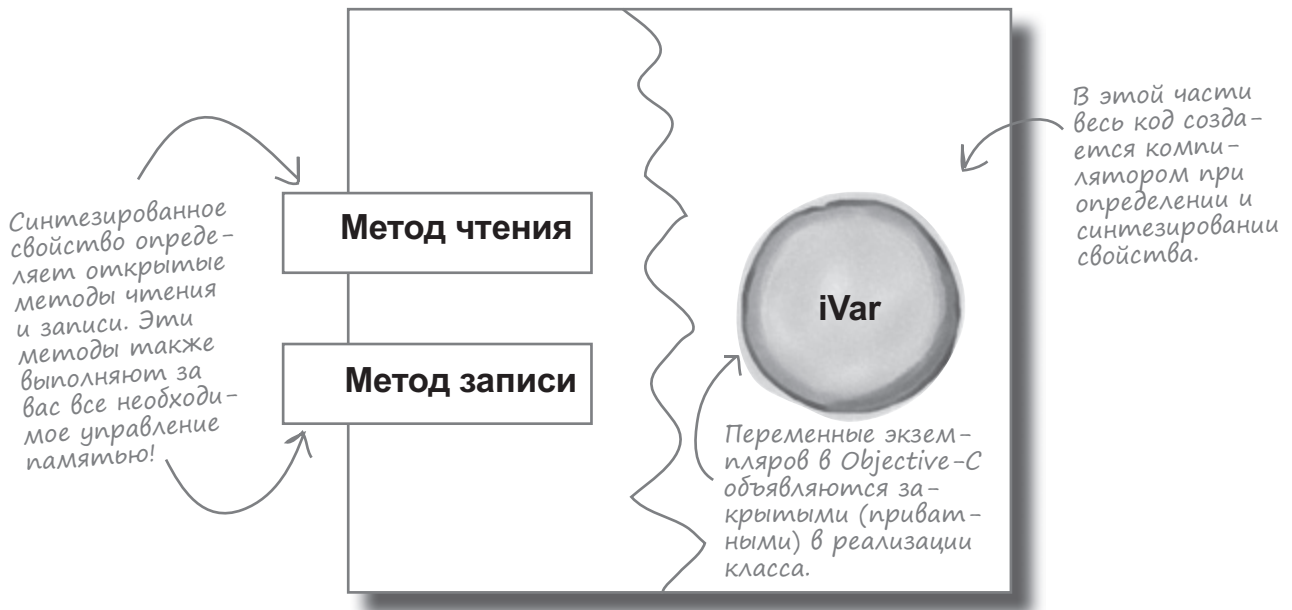 Синтезированное
свойство опреде-
ляет открытые
методы чтения
и записи. Эти
методы также
выполняют за
вас все необходи-
мое управление
памятью!
Метод чтения
Метод записи
iVar
Переменные экзем-
пляров в Objective-C
объявляются за-
крытыми (приват-
ными) в реализации
класса.
В этой части
весь код созда-
ется компи-
лятором при
определении и
синтезировании
свойства.